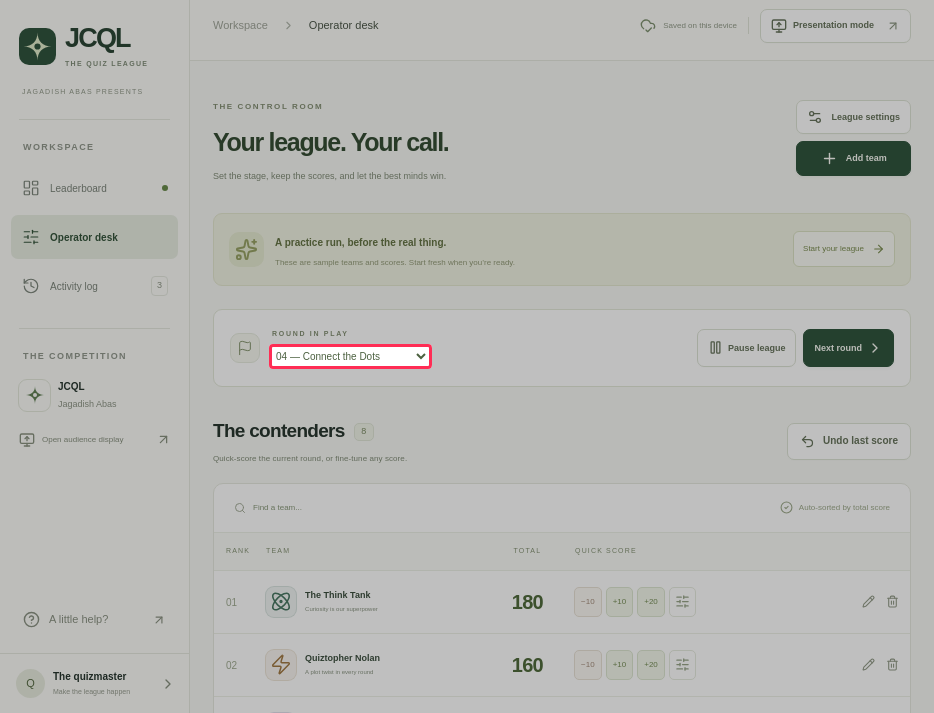 JCQL
THE QUIZ LEAGUE
JAGADISH ABAS PRESENTS
WORKSPACE
Leaderboard
Operator desk
Activity log
3
THE COMPETITION
JCQL
Jagadish Abas
Open audience display
A little help?
Q
The quizmaster
Make the league happen
Workspace
Operator desk
Saved on this device
Presentation mode
THE CONTROL ROOM
Your league. Your call.
Set the stage, keep the scores, and let the best minds win.
League settings
Add team
A practice run, before the real thing.
These are sample teams and scores. Start fresh when you're ready.
Start your league
ROUND IN PLAY
04 — Connect the Dots
Pause league
Next round
The contenders
8
Quick-score the current round, or fine-tune any score.
Undo last score
Find a team...
Auto-sorted by total score
RANK TEAM TOTAL QUICK SCORE
01
The Think Tank
Curiosity is our superpower
180
−10 +10 +20
02
Quiztopher Nolan
A plot twist in every round
160
−10 +10 +20